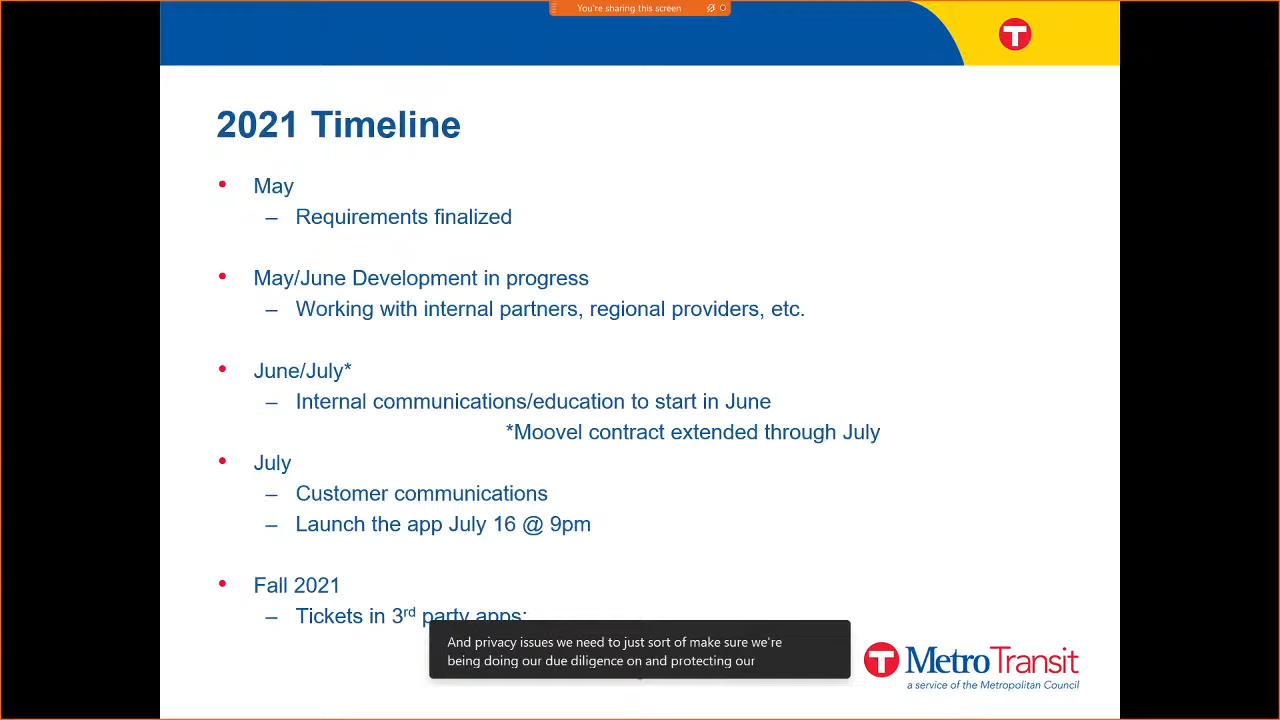 You're sharing this screen
T
2021 Timeline
• May
– Requirements finalized
• May/June Development in progress
– Working with internal partners, regional providers, etc.
• June/July*
– Internal communications/education to start in June
*Moovel contract extended through July
• July
– Customer communications
– Launch the app July 16 @ 9pm
• Fall 2021
– Tickets in 3rd party apps:
And privacy issues we need to just sort of make sure we're
being doing our due diligence on and protecting our
T MetroTransit
a service of the Metropolitan Council